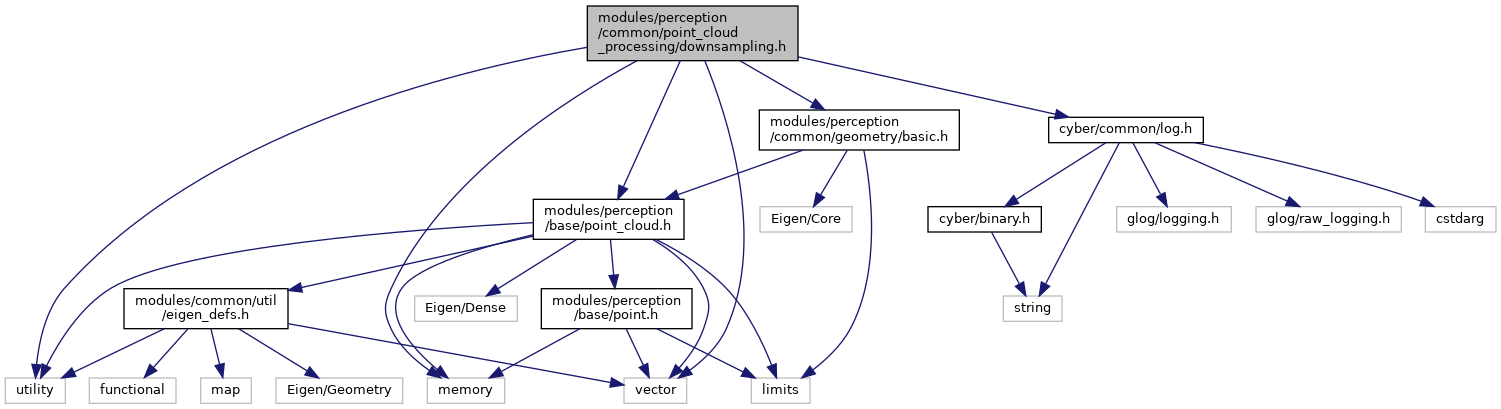 modules/perception
/common/point_cloud
_processing/downsampling.h
modules/perception
/common/geometry/basic.h
cyber/common/log.h
modules/perception
/base/point_cloud.h
Eigen/Core
cyber/binary.h
glog/logging.h
glog/raw_logging.h
cstdarg
modules/common/util
/eigen_defs.h
Eigen/Dense
modules/perception
/base/point.h
string
utility
functional
map
Eigen/Geometry
memory
vector
limits